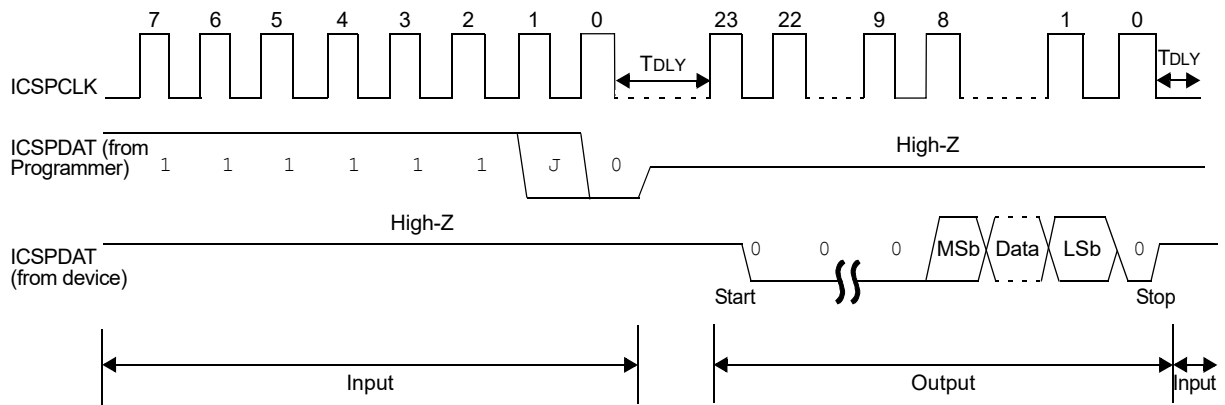 7 6 5 4 3 2 1 0 23 22 9 8 1 0
TDLY TDLY
ICSPCLK
ICSPDAT (from
Programmer)
1 1 1 1 1 1 J 0
High-Z
High-Z
ICSPDAT
(from device)
0 0 0 MSb Data LSb 0
Start Stop
Input Output Input